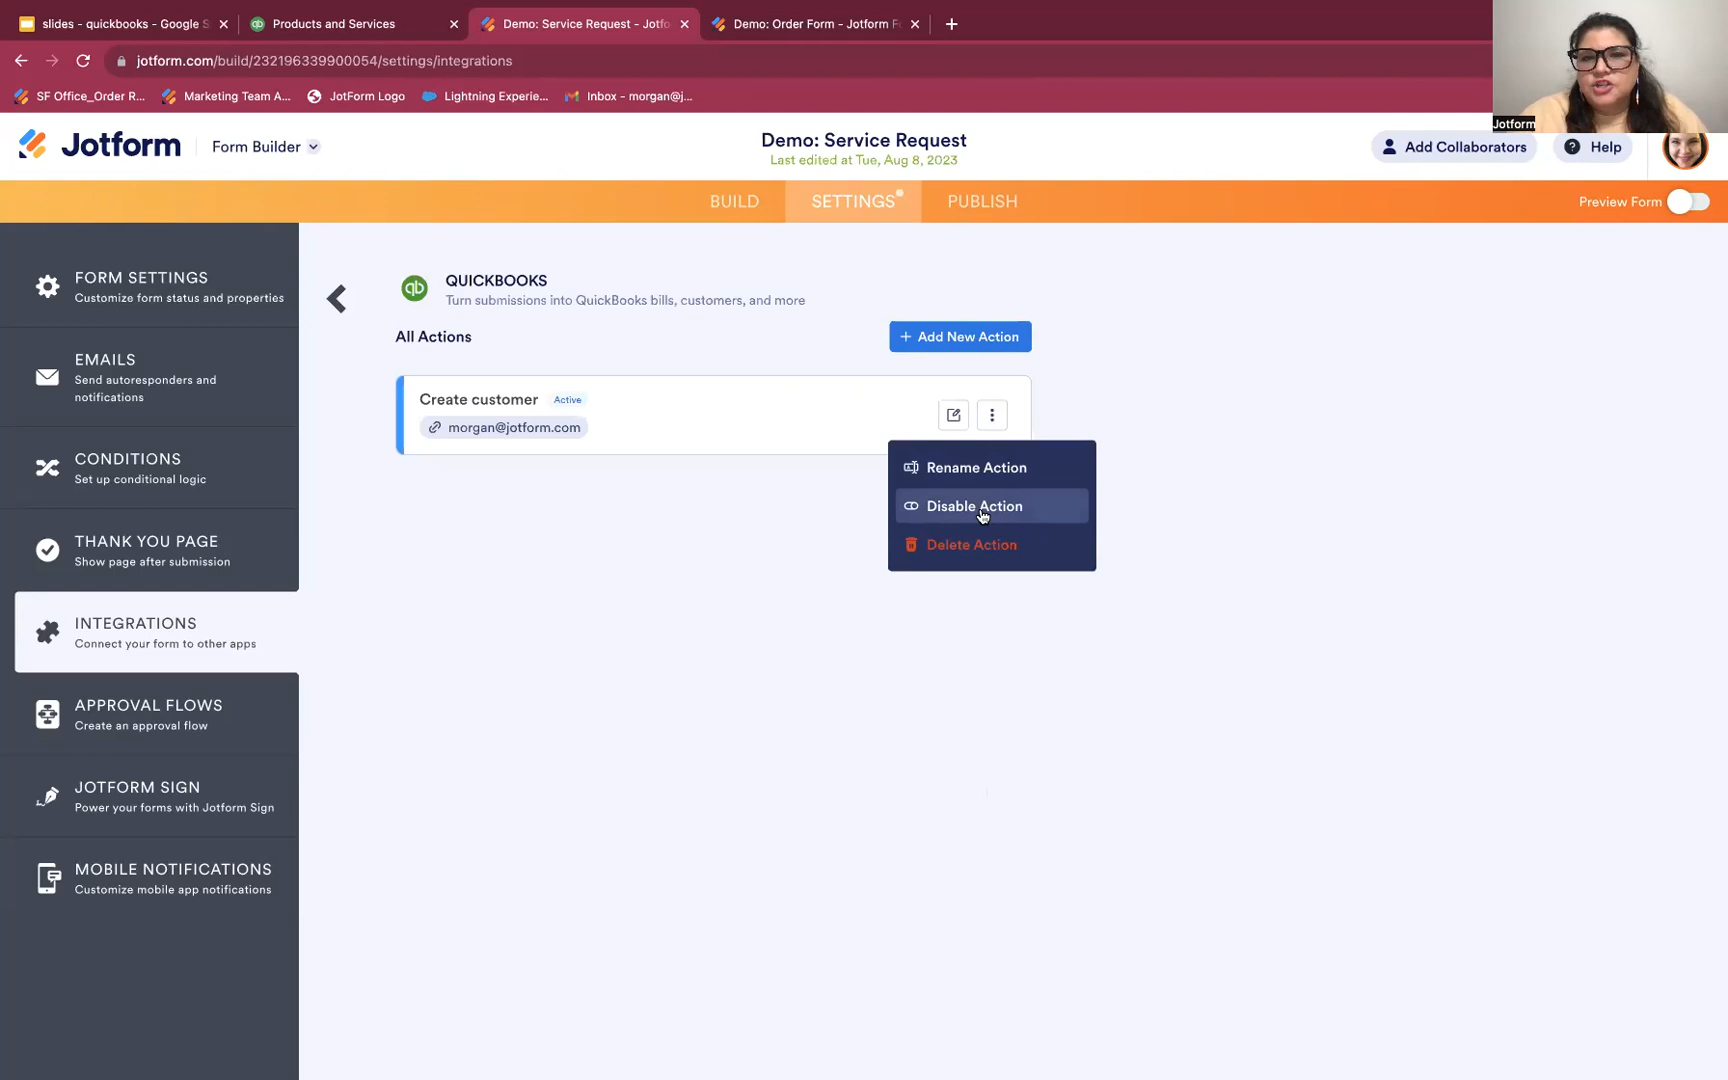 slides - quickbooks - Google S
Products and Services
Demo: Service Request - Jotfo
Demo: Order Form - Jotform F
jotform.com/build/232196339900054/settings/integrations
SF Office_Order R...
Marketing Team A...
JotForm Logo
Lightning Experie...
Inbox - morgan@j...
Jotform
Jotform
Form Builder
Demo: Service Request
Last edited at Tue, Aug 8, 2023
Add Collaborators
Help
BUILD
SETTINGS
PUBLISH
Preview Form
FORM SETTINGS
Customize form status and properties
EMAILS
Send autoresponders and
notifications
CONDITIONS
Set up conditional logic
THANK YOU PAGE
Show page after submission
INTEGRATIONS
Connect your form to other apps
APPROVAL FLOWS
Create an approval flow
JOTFORM SIGN
Power your forms with Jotform Sign
MOBILE NOTIFICATIONS
Customize mobile app notifications
qb
QUICKBOOKS
Turn submissions into QuickBooks bills, customers, and more
All Actions
+ Add New Action
Create customer
Active
morgan@jotform.com
Rename Action
Disable Action
Delete Action